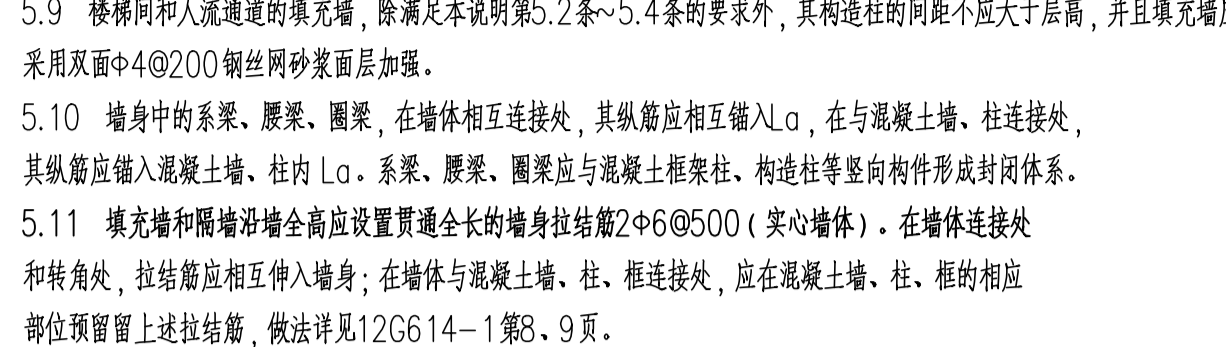 5.9 楼梯间和人流通道的填充墙,除满足本说明第5.2条~5.4条的要求外,其构造柱的间距不应大于层高,并且填充墙
采用双面Φ4@200钢丝网砂浆面层加强。
5.10 墙身中的系梁、腰梁、圈梁,在墙体相互连接处,其纵筋应相互锚入La,在与混凝土墙、柱连接处,
其纵筋应锚入混凝土墙、柱内 La。系梁、腰梁、圈梁应与混凝土框架柱、构造柱等竖向构件形成封闭体系。
5.11 填充墙和隔墙沿墙全高应设置贯通全长的墙身拉结筋2Φ6@500(实心墙体)。在墙体连接处
和转角处,拉结筋应相互伸入墙身;在墙体与混凝土墙、柱、框连接处,应在混凝土墙、柱、框的相应
部位预留留上述拉结筋,做法详见12G614-1第8、9页。